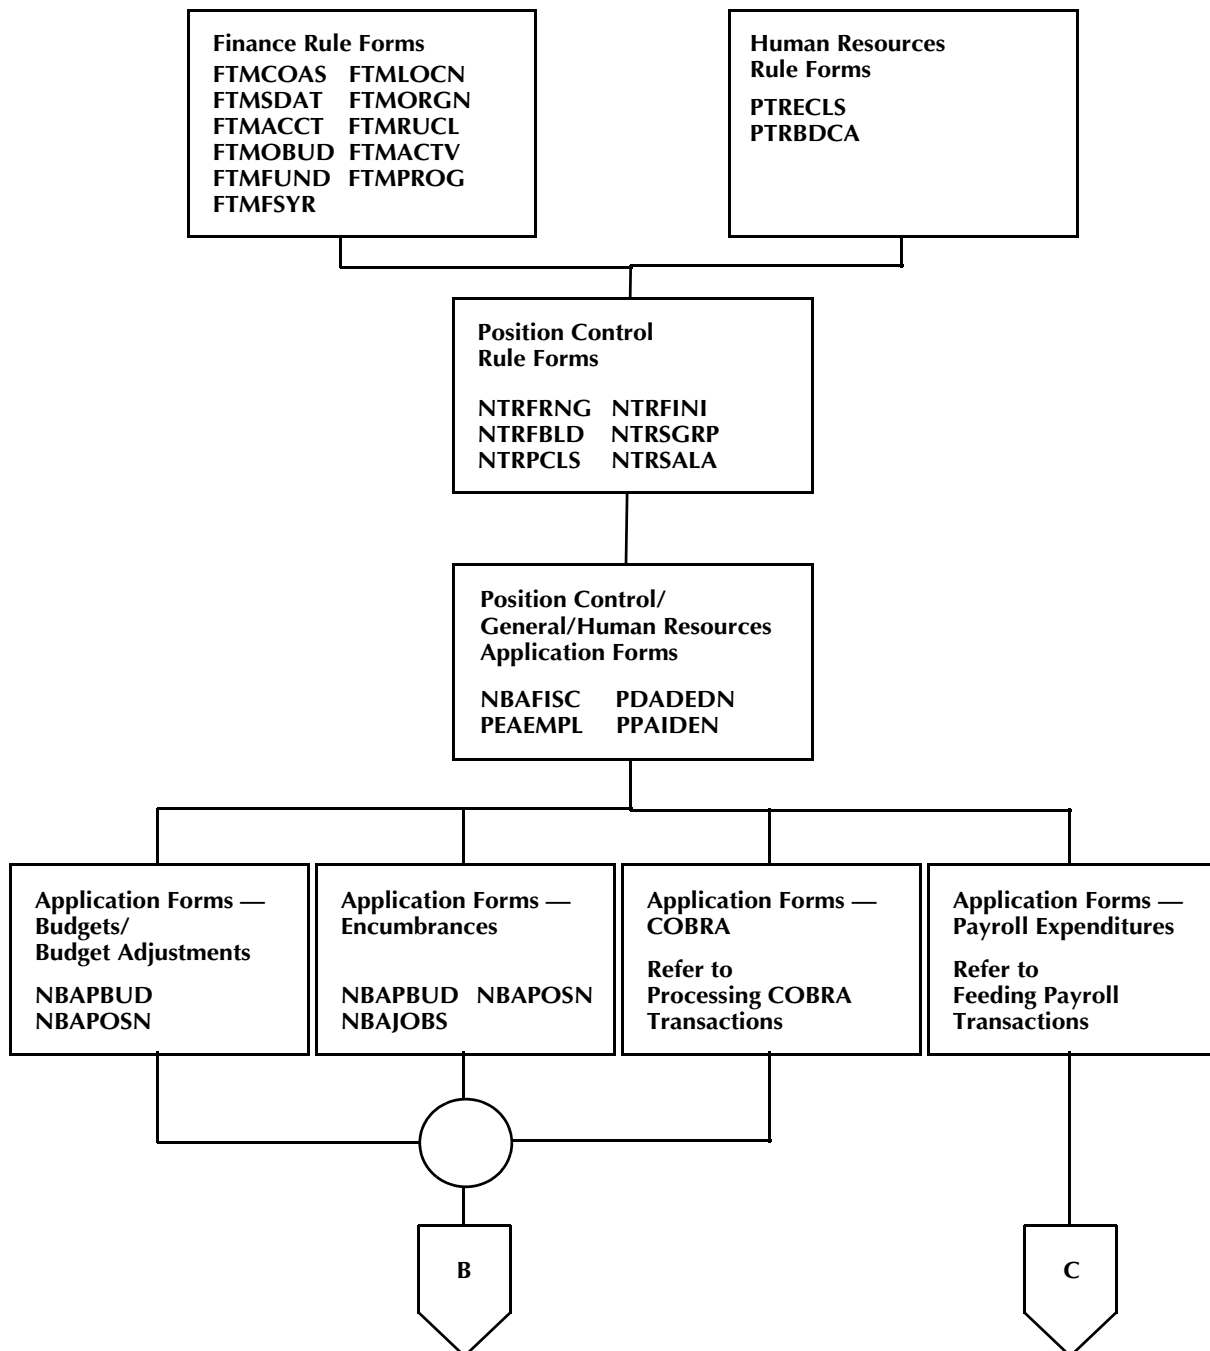 Finance Rule Forms
FTMCOAS FTMLOCN
FTMSDAT FTMORGN
FTMACCT FTMRUCL
FTMOBUD FTMACTV
FTMFUND FTMPROG
FTMFSYR
Human Resources
Rule Forms
PTRECLS
PTRBDCA
Position Control
Rule Forms
NTRFRNG NTRFINI
NTRFBLD NTRSGRP
NTRPCLS NTRSALA
Position Control/
General/Human Resources
Application Forms
NBAFISC PDADEDN
PEAEMPL PPAIDEN
Application Forms —
Budgets/
Budget Adjustments
NBAPBUD
NBAPOSN
Application Forms —
Encumbrances
NBAPBUD NBAPOSN
NBAJOBS
Application Forms —
COBRA
Refer to
Processing COBRA
Transactions
Application Forms —
Payroll Expenditures
Refer to
Feeding Payroll
Transactions
B
C